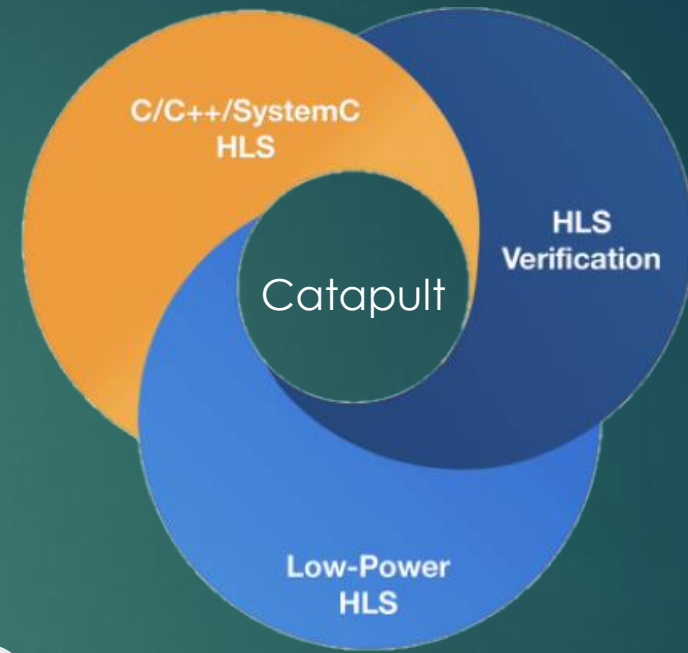 C/C++/SystemC
HLS
HLS
Verification
Catapult
Low-Power
HLS